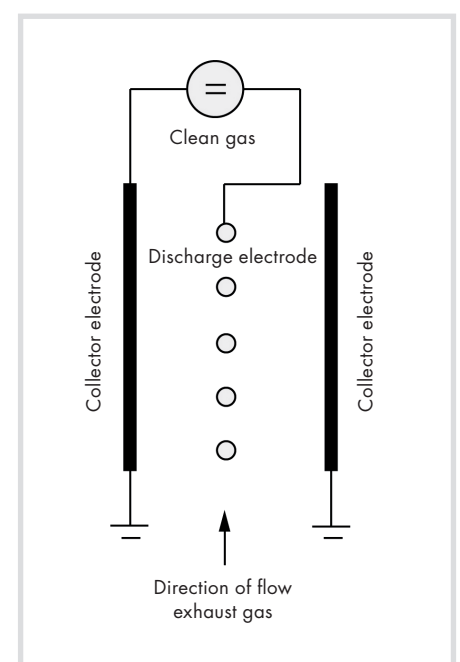 =
Clean gas
Discharge electrode
Collector electrode
Collector electrode
Direction of flow
exhaust gas